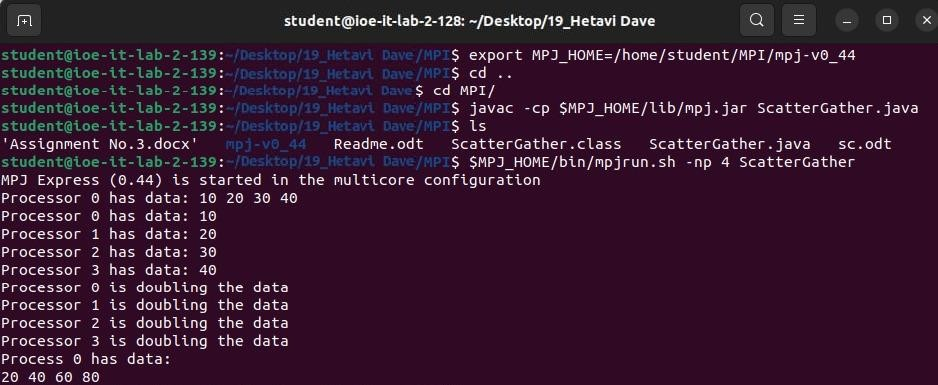 student@ioe-it-lab-2-128: ~/Desktop/19_Hetavi Dave
student@ioe-it-lab-2-139:~/Desktop/19_Hetavi Dave/MPI$ export MPJ_HOME=/home/student/MPI/mpj-v0_44
student@ioe-it-lab-2-139:~/Desktop/19_Hetavi Dave/MPI$ cd ..
student@ioe-it-lab-2-139:~/Desktop/19_Hetavi Dave$ cd MPI/
student@ioe-it-lab-2-139:~/Desktop/19_Hetavi Dave/MPI$ javac -cp $MPJ_HOME/lib/mpj.jar ScatterGather.java
student@ioe-it-lab-2-139:~/Desktop/19_Hetavi Dave/MPI$ ls
'Assignment No.3.docx'   mpj-v0_44   Readme.odt   ScatterGather.class   ScatterGather.java   sc.odt
student@ioe-it-lab-2-139:~/Desktop/19_Hetavi Dave/MPI$ $MPJ_HOME/bin/mpjrun.sh -np 4 ScatterGather
MPJ Express (0.44) is started in the multicore configuration
Processor 0 has data: 10 20 30 40
Processor 0 has data: 10
Processor 1 has data: 20
Processor 2 has data: 30
Processor 3 has data: 40
Processor 0 is doubling the data
Processor 1 is doubling the data
Processor 2 is doubling the data
Processor 3 is doubling the data
Process 0 has data:
20 40 60 80